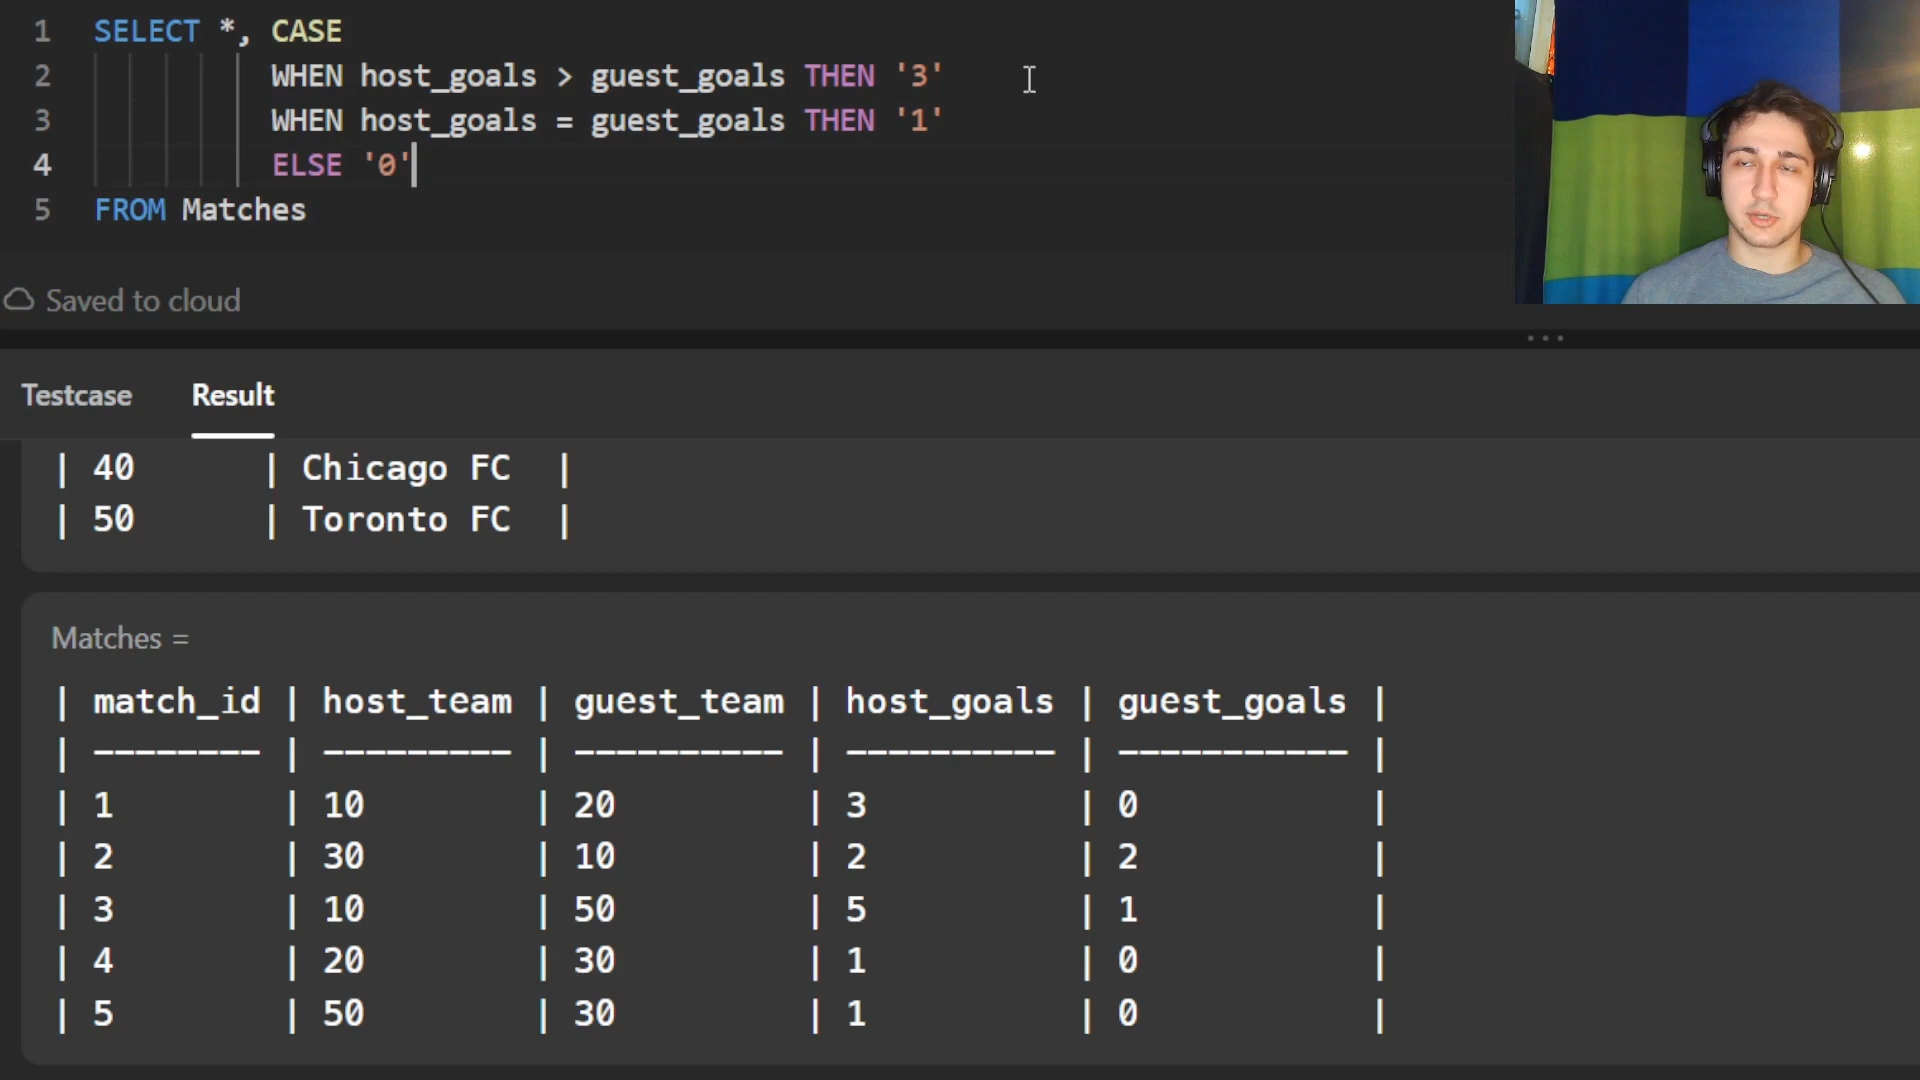 1 SELECT *, CASE
2 WHEN host_goals > guest_goals THEN '3'
3 WHEN host_goals = guest_goals THEN '1'
4 ELSE '0'
5 FROM Matches
Saved to cloud
Testcase Result
| 40 | Chicago FC |
| 50 | Toronto FC |
Matches =
| match_id | host_team | guest_team | host_goals | guest_goals |
| -------- | --------- | ---------- | ---------- | ----------- |
| 1 | 10 | 20 | 3 | 0 |
| 2 | 30 | 10 | 2 | 2 |
| 3 | 10 | 50 | 5 | 1 |
| 4 | 20 | 30 | 1 | 0 |
| 5 | 50 | 30 | 1 | 0 |